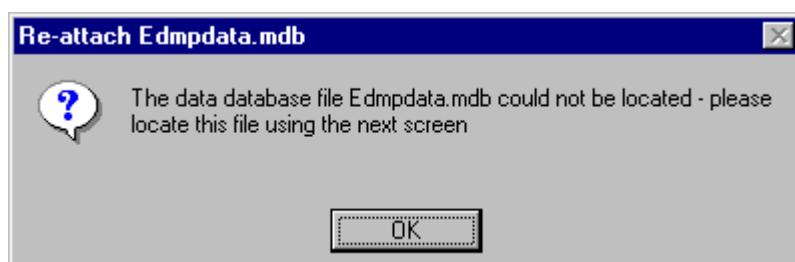 Re-attach Edmpdata.mdb
The data database file Edmpdata.mdb could not be located - please
locate this file using the next screen
OK